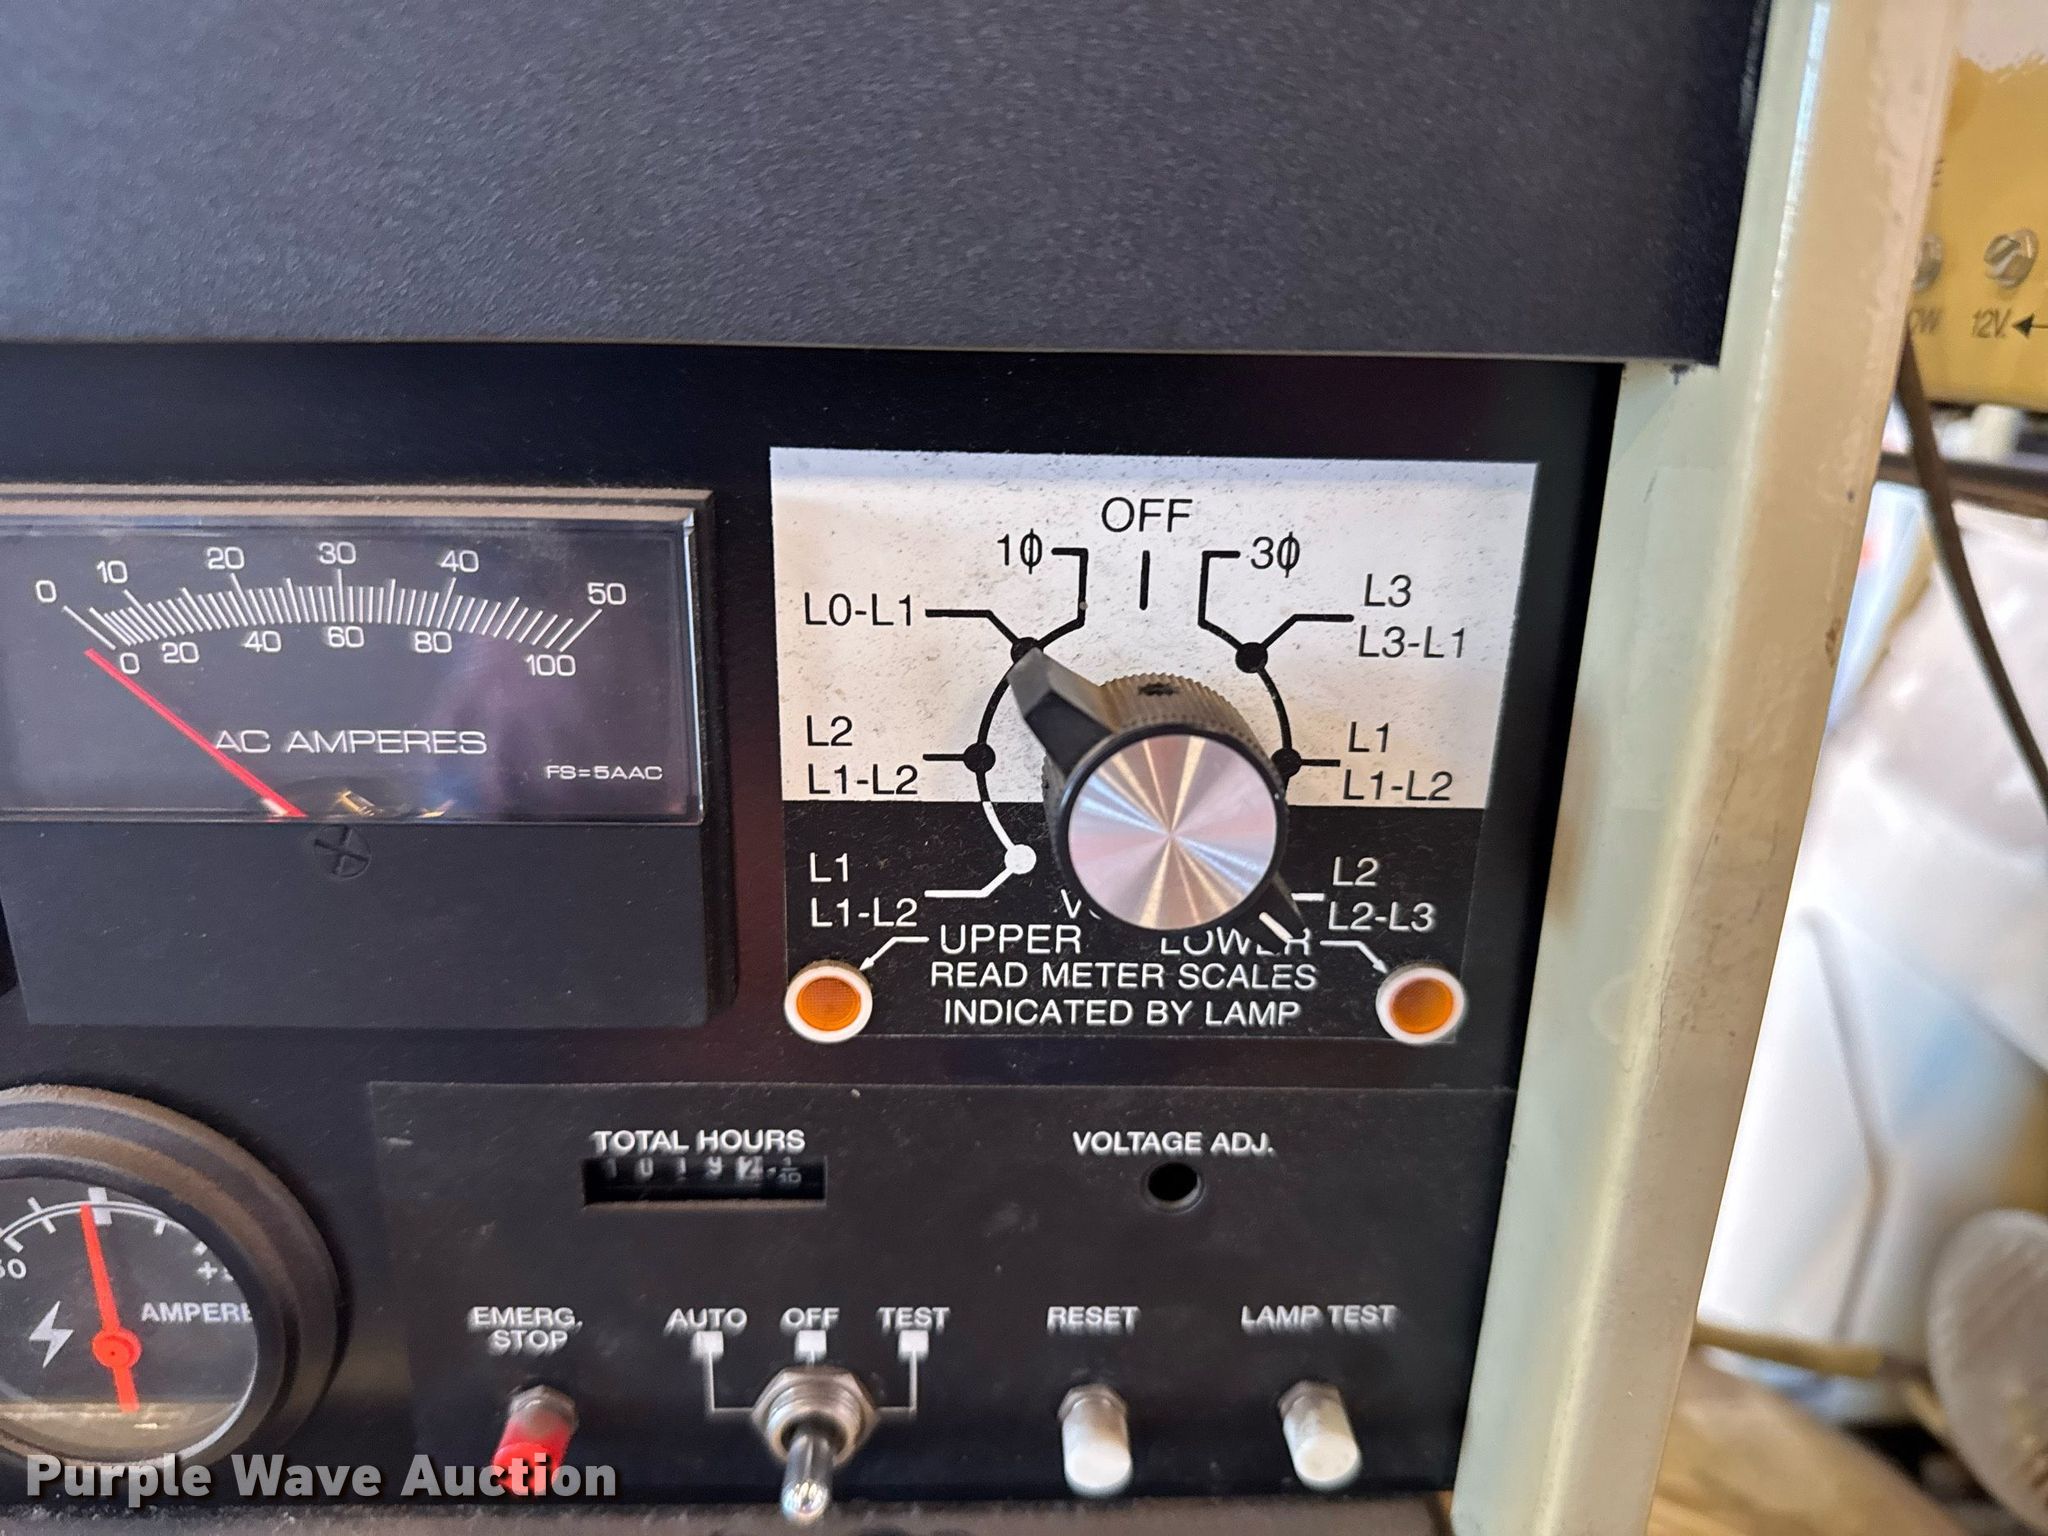 OFF
1Ø
3Ø
L0-L1
L3
L3-L1
L2
L1-L2
L1
L1-L2
L1
L1-L2
L2
L2-L3
UPPER LOWER
READ METER SCALES
INDICATED BY LAMP
0 10 20 30 40 50
0 20 40 60 80 100
AC AMPERES
FS=5AAC
12V.
TOTAL HOURS
VOLTAGE ADJ.
EMERG.
STOP
AUTO OFF TEST
RESET
LAMP TEST
Purple Wave Auction